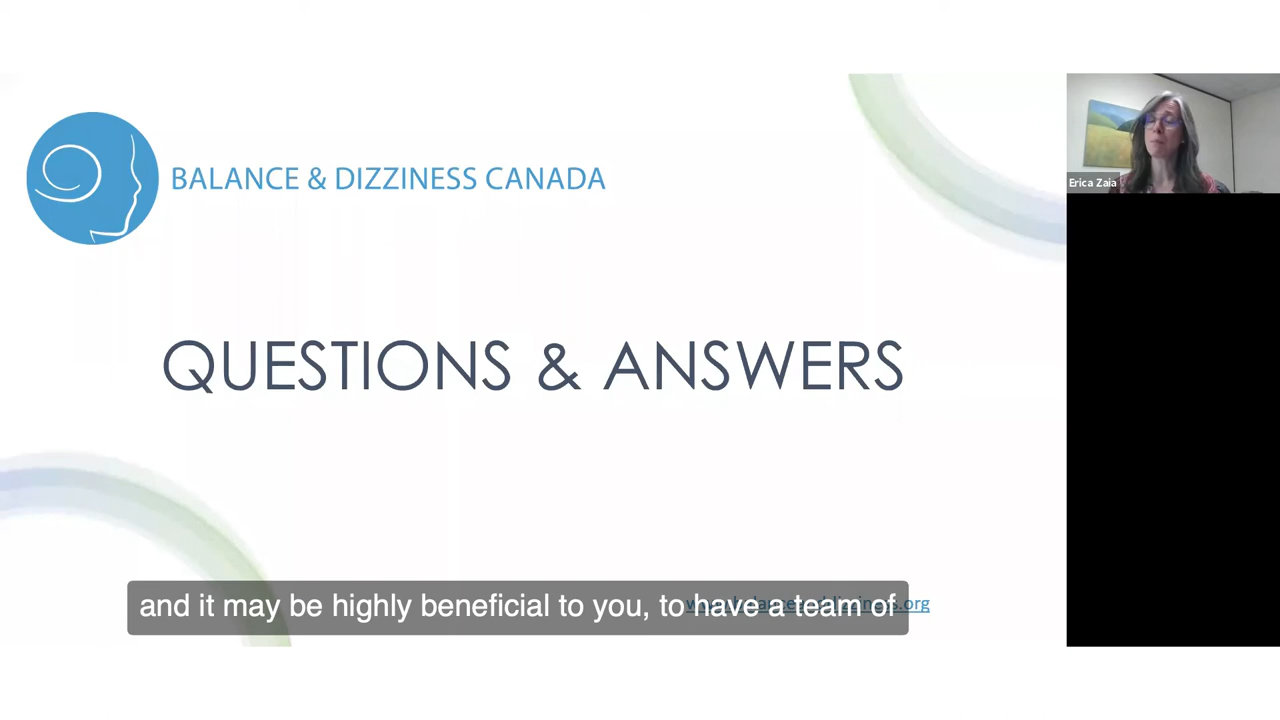 BALANCE & DIZZINESS CANADA
Erica Zaia
QUESTIONS & ANSWERS
and it may be highly beneficial to you, to have a team of